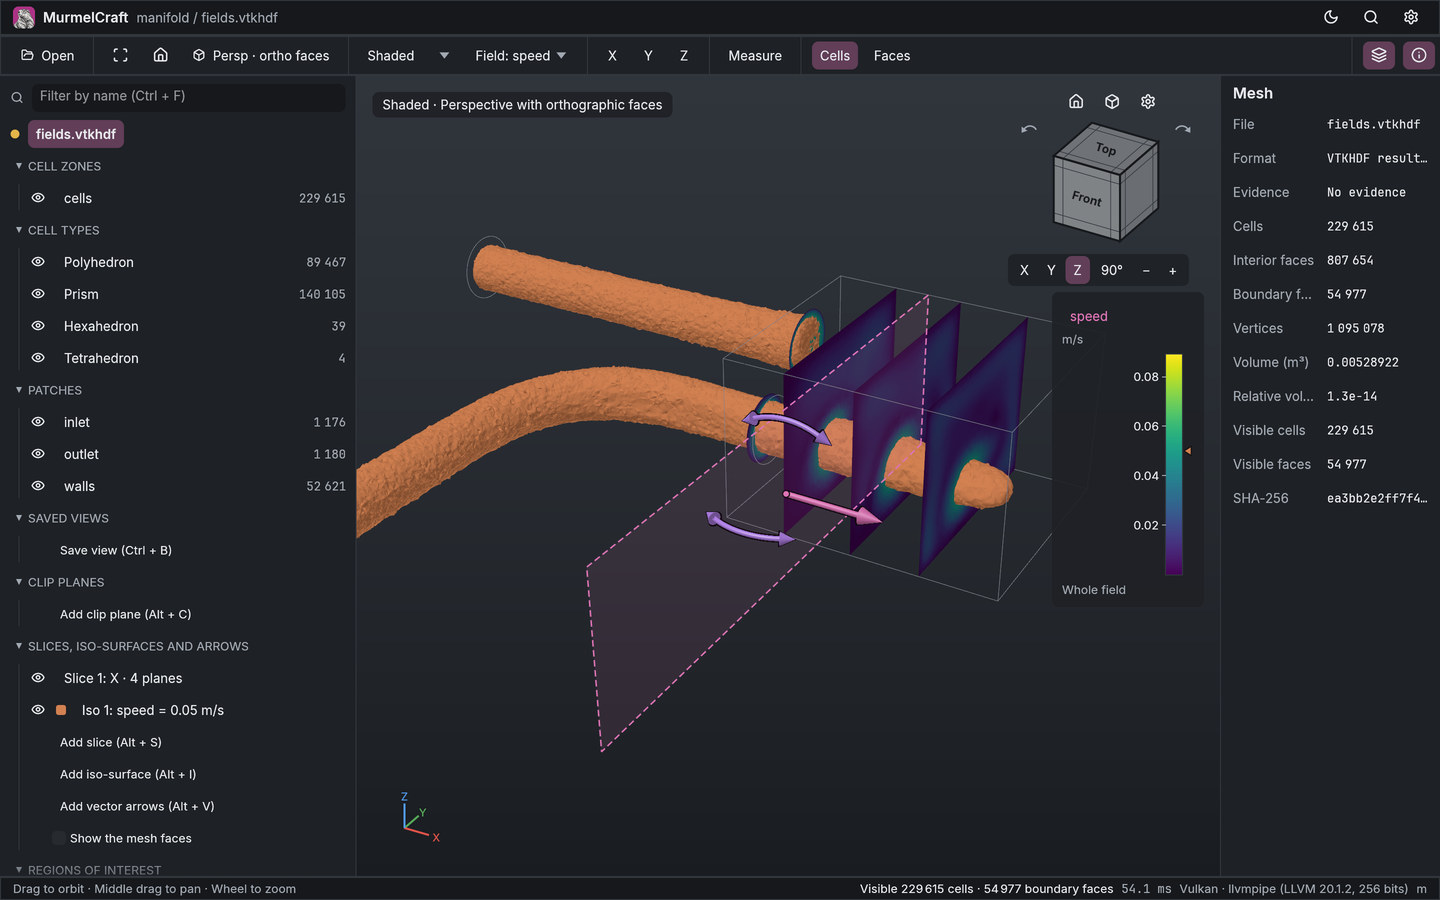 MurmelCraft manifold / fields.vtkhdf
Open Persp · ortho faces Shaded Field: speed X Y Z Measure Cells Faces
Filter by name (Ctrl + F)
fields.vtkhdf
CELL ZONES
cells 229 615
CELL TYPES
Polyhedron 89 467
Prism 140 105
Hexahedron 39
Tetrahedron 4
PATCHES
inlet 1 176
outlet 1 180
walls 52 621
SAVED VIEWS
Save view (Ctrl + B)
CLIP PLANES
Add clip plane (Alt + C)
SLICES, ISO-SURFACES AND ARROWS
Slice 1: X · 4 planes
Iso 1: speed = 0.05 m/s
Add slice (Alt + S)
Add iso-surface (Alt + I)
Add vector arrows (Alt + V)
Show the mesh faces
REGIONS OF INTEREST
Shaded · Perspective with orthographic faces
Top
Front
X Y Z 90° − +
speed
m/s
0.08
0.06
0.04
0.02
Whole field
Z
Y
X
Mesh
File fields.vtkhdf
Format VTKHDF result…
Evidence No evidence
Cells 229 615
Interior faces 807 654
Boundary f… 54 977
Vertices 1 095 078
Volume (m³) 0.00528922
Relative vol… 1.3e-14
Visible cells 229 615
Visible faces 54 977
SHA-256 ea3bb2e2ff7f4…
Drag to orbit · Middle drag to pan · Wheel to zoom
Visible 229 615 cells · 54 977 boundary faces 54.1 ms Vulkan · llvmpipe (LLVM 20.1.2, 256 bits) m